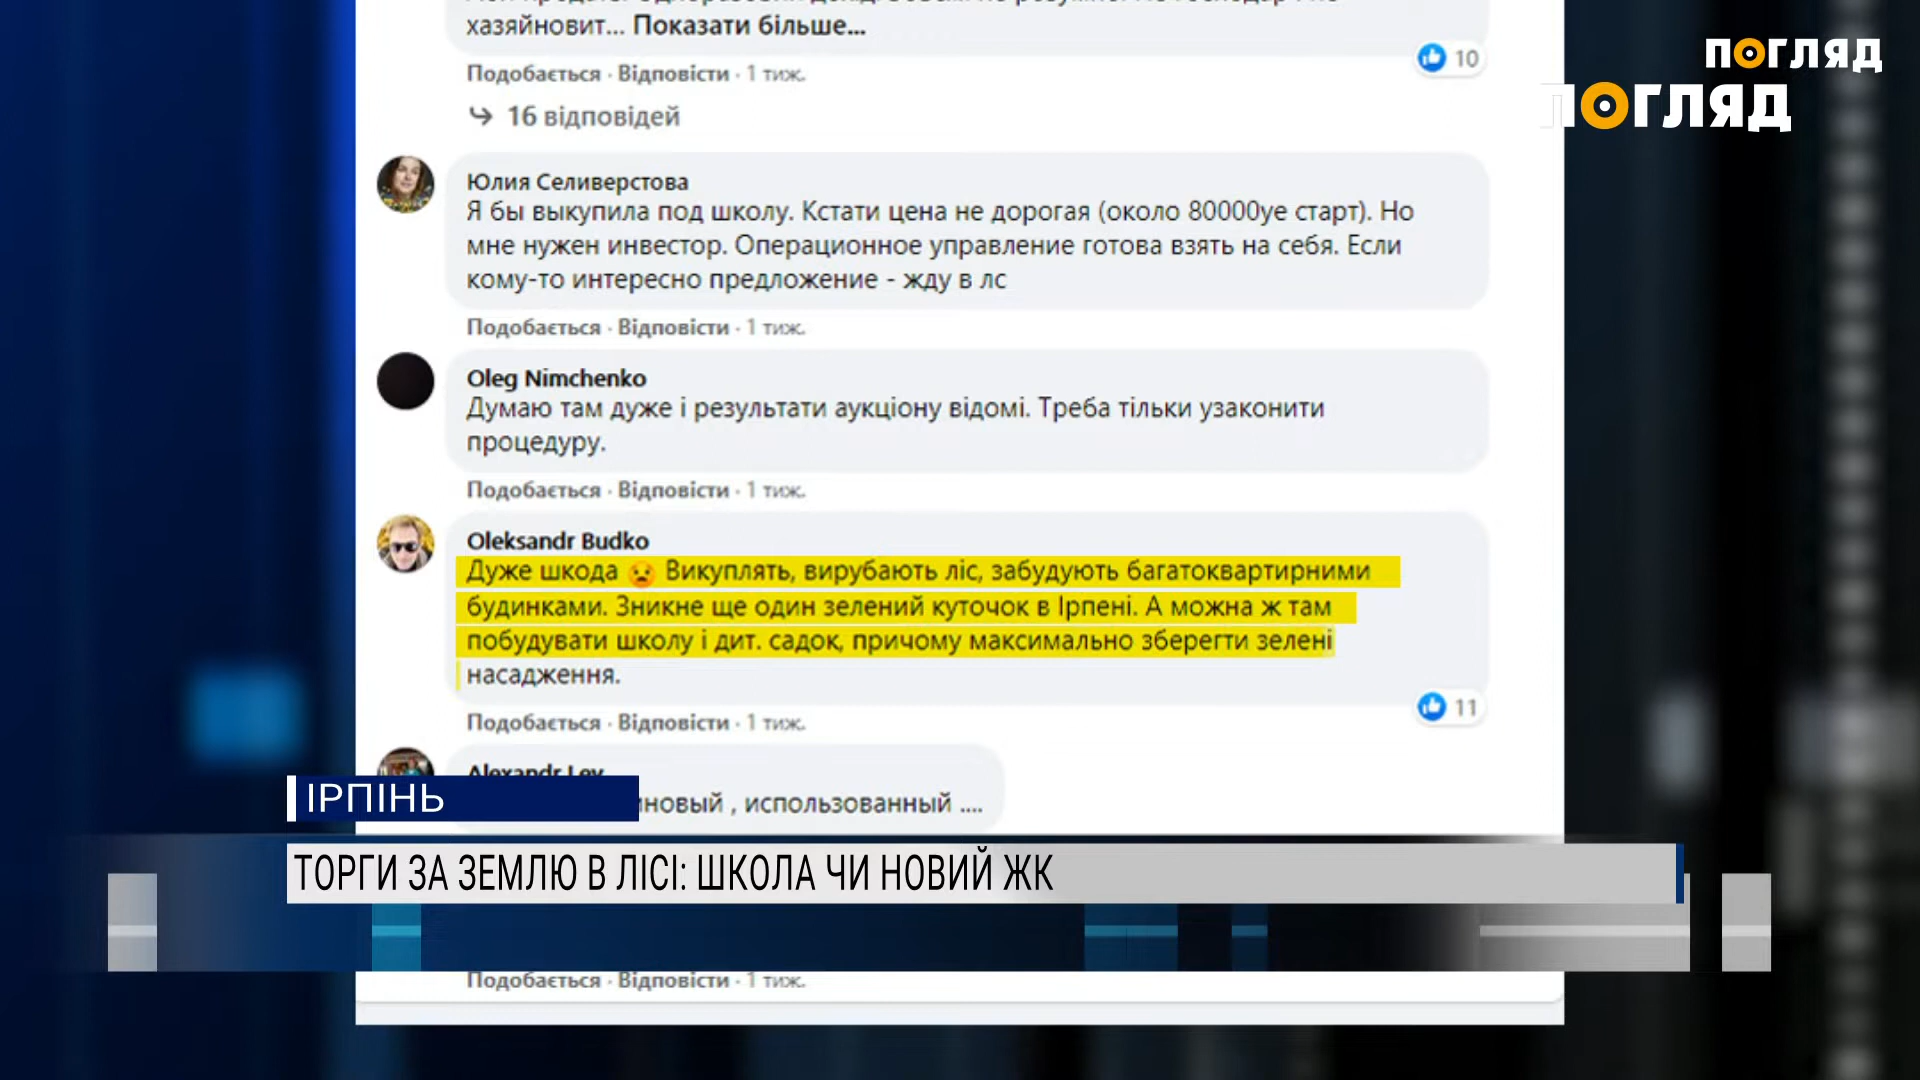 хазяйновит... Показати більше...
10
Подобається · Відповісти · 1 тиж.
16 відповідей
ПОГЛЯД
ПОГЛЯД
Юлия Селиверстова
Я бы выкупила под школу. Кстати цена не дорогая (около 80000уе старт). Но
мне нужен инвестор. Операционное управление готова взять на себя. Если
кому-то интересно предложение - жду в лс
Подобається · Відповісти · 1 тиж.
Oleg Nimchenko
Думаю там дуже і результати аукціону відомі. Треба тільки узаконити
процедуру.
Подобається · Відповісти · 1 тиж.
Oleksandr Budko
Дуже шкода 😟 Викуплять, вирубають ліс, забудують багатоквартирними
будинками. Зникне ще один зелений куточок в Ірпені. А можна ж там
побудувати школу і дит. садок, причому максимально зберегти зелені
насадження.
11
Подобається · Відповісти · 1 тиж.
Alexandr Lev
, использованный ....
ІРПІНЬ
ТОРГИ ЗА ЗЕМЛЮ В ЛІСІ: ШКОЛА ЧИ НОВИЙ ЖК
Подобається · Відповісти · 1 тиж.